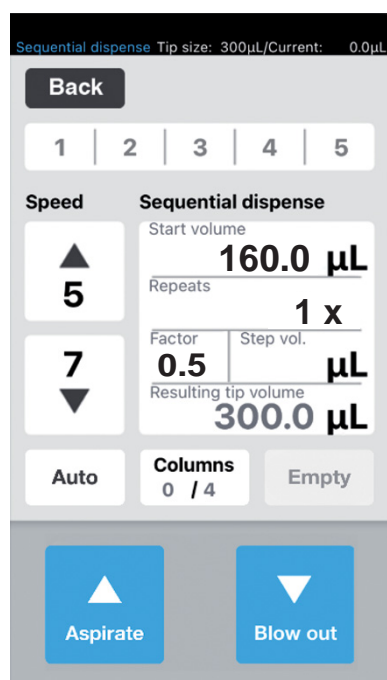 Sequential dispense Tip size: 300µL/Current: 0.0µL
Back
1 2 3 4 5
Speed Sequential dispense
Start volume
160.0 µL
5
Repeats
1 x
Factor Step vol.
7 0.5 µL
Resulting tip volume
300.0 µL
Auto Columns Empty
0 / 4
Aspirate Blow out